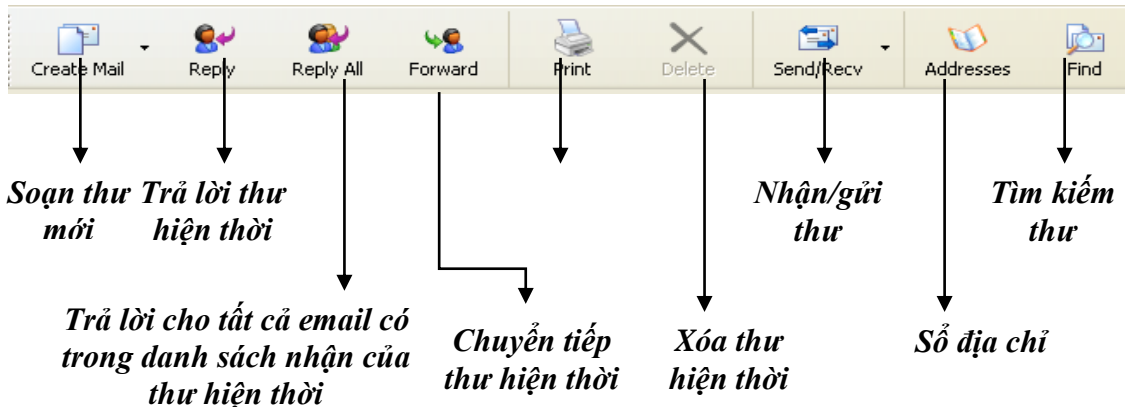 Create Mail Reply Reply All Forward Print Delete Send/Recv Addresses Find
Soạn thư
mới
Trả lời thư
hiện thời
Nhận/gửi
thư
Tìm kiếm
thư
Trả lời cho tất cả email có
trong danh sách nhận của
thư hiện thời
Chuyển tiếp
thư hiện thời
Xóa thư
hiện thời
Sổ địa chỉ